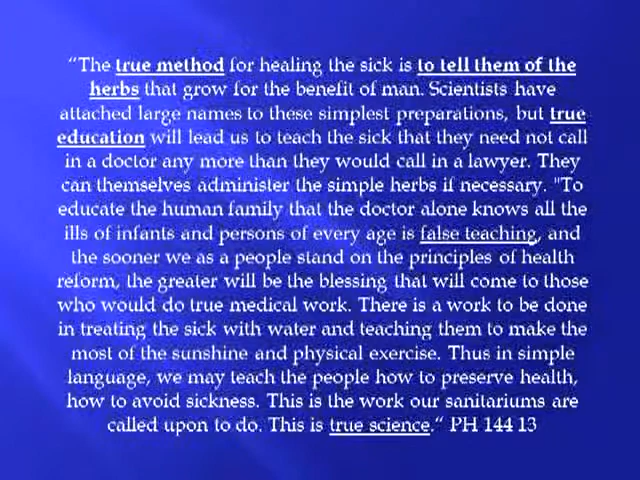 “The true method for healing the sick is to tell them of the
herbs that grow for the benefit of man. Scientists have
attached large names to these simplest preparations, but true
education will lead us to teach the sick that they need not call
in a doctor any more than they would call in a lawyer. They
can themselves administer the simple herbs if necessary. "To
educate the human family that the doctor alone knows all the
ills of infants and persons of every age is false teaching, and
the sooner we as a people stand on the principles of health
reform, the greater will be the blessing that will come to those
who would do true medical work. There is a work to be done
in treating the sick with water and teaching them to make the
most of the sunshine and physical exercise. Thus in simple
language, we may teach the people how to preserve health,
how to avoid sickness. This is the work our sanitariums are
called upon to do. This is true science.“ PH 144 13